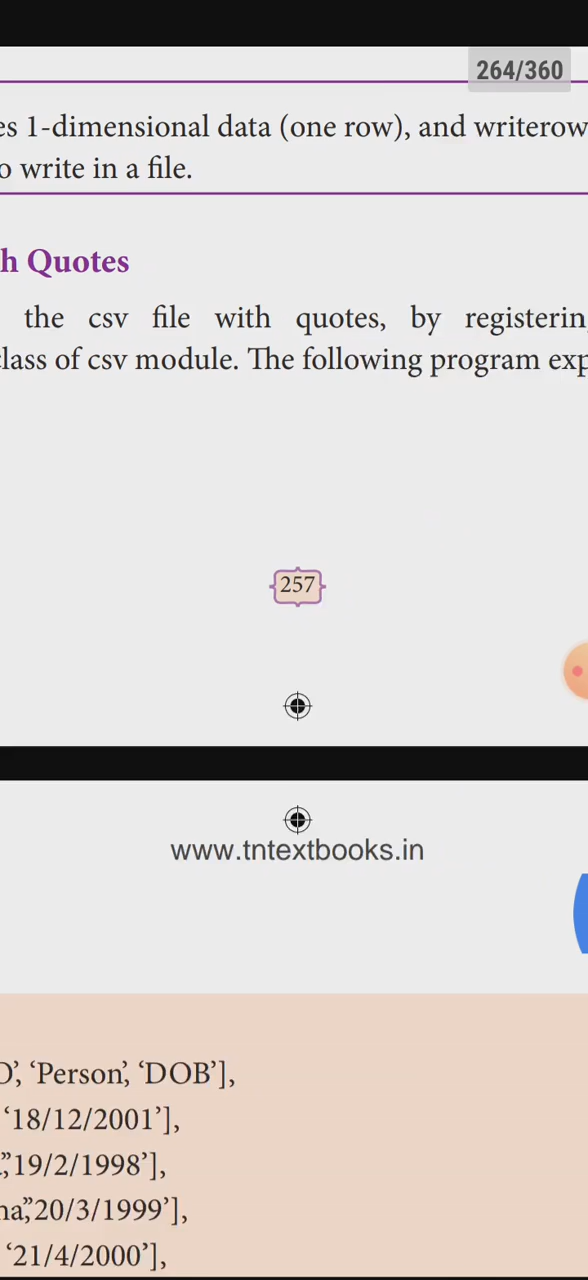 264/360
es 1-dimensional data (one row), and writerow
o write in a file.
h Quotes
the csv file with quotes, by registerin
class of csv module. The following program exp
257
www.tntextbooks.in
O’, ‘Person’, ‘DOB’],
‘18/12/2001’],
,”19/2/1998’],
na,”20/3/1999’],
‘21/4/2000’],